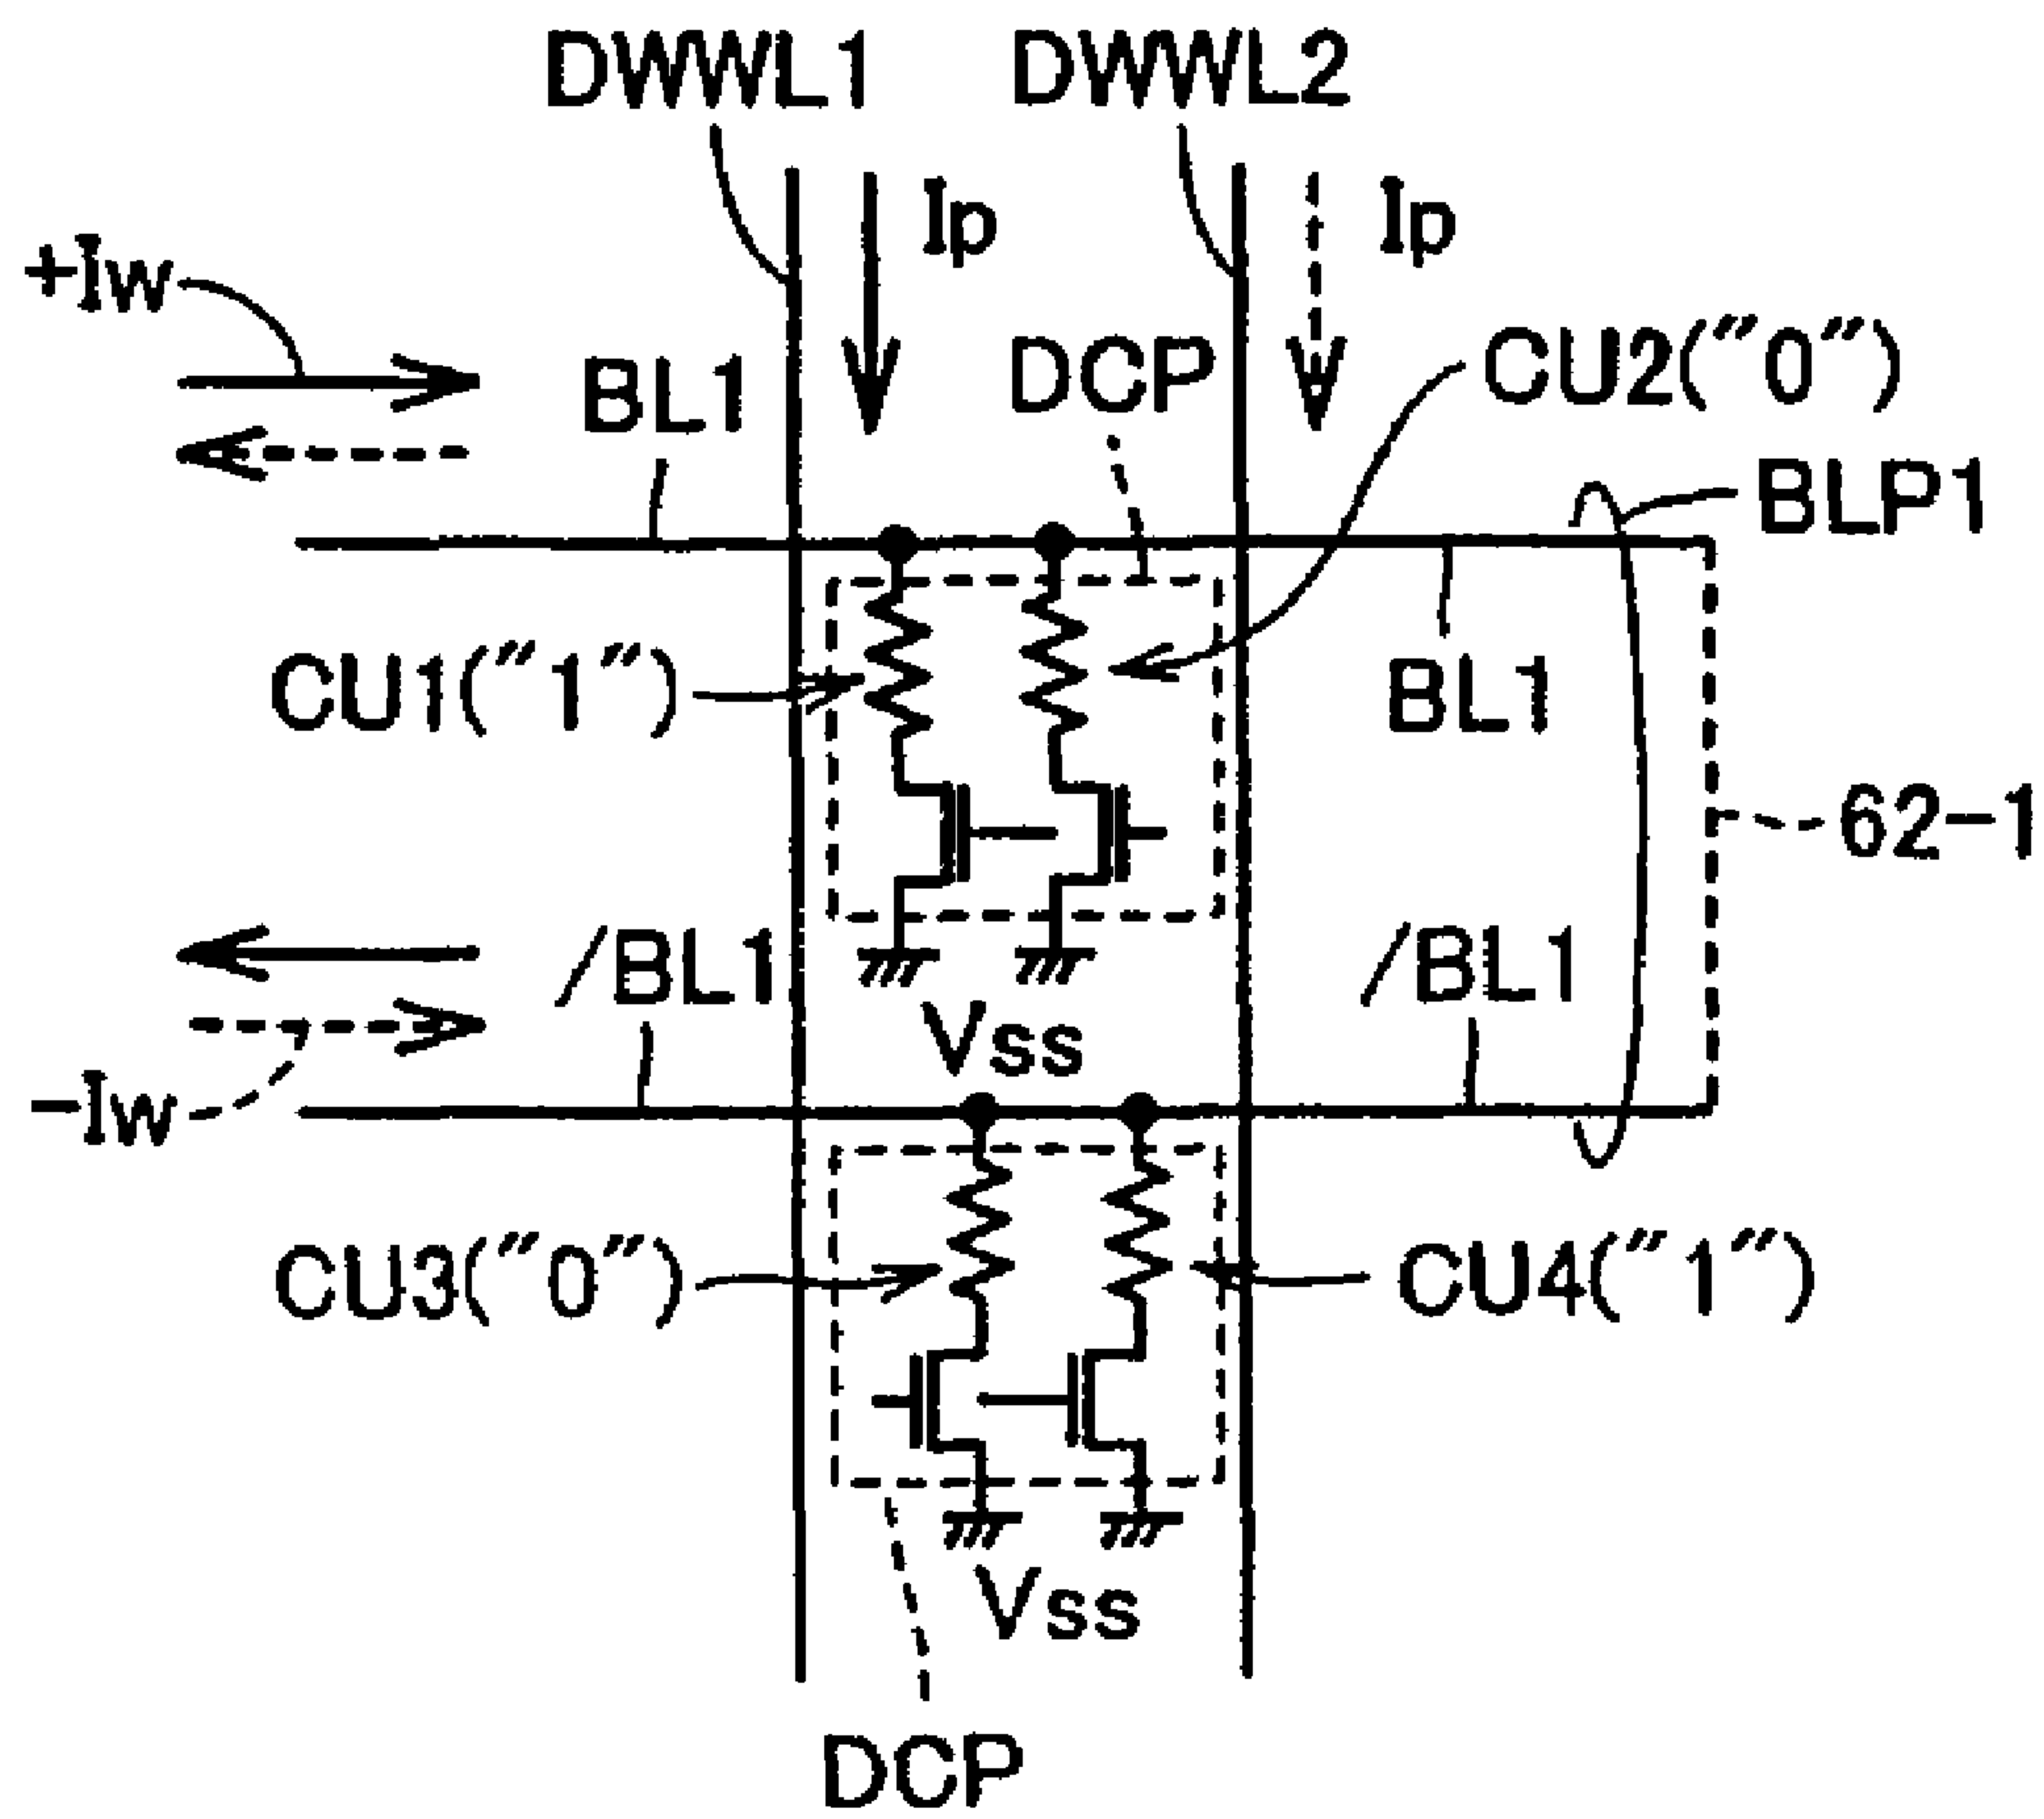 DWWL1 DWWL2
Ip Ip
+Iw
BL1 DCP CU2("0")
BLP1
CU1("1") BL1
62-1
/BL1 /BL1
Vss
-Iw
CU3("0") CU4("1")
Vss
DCP